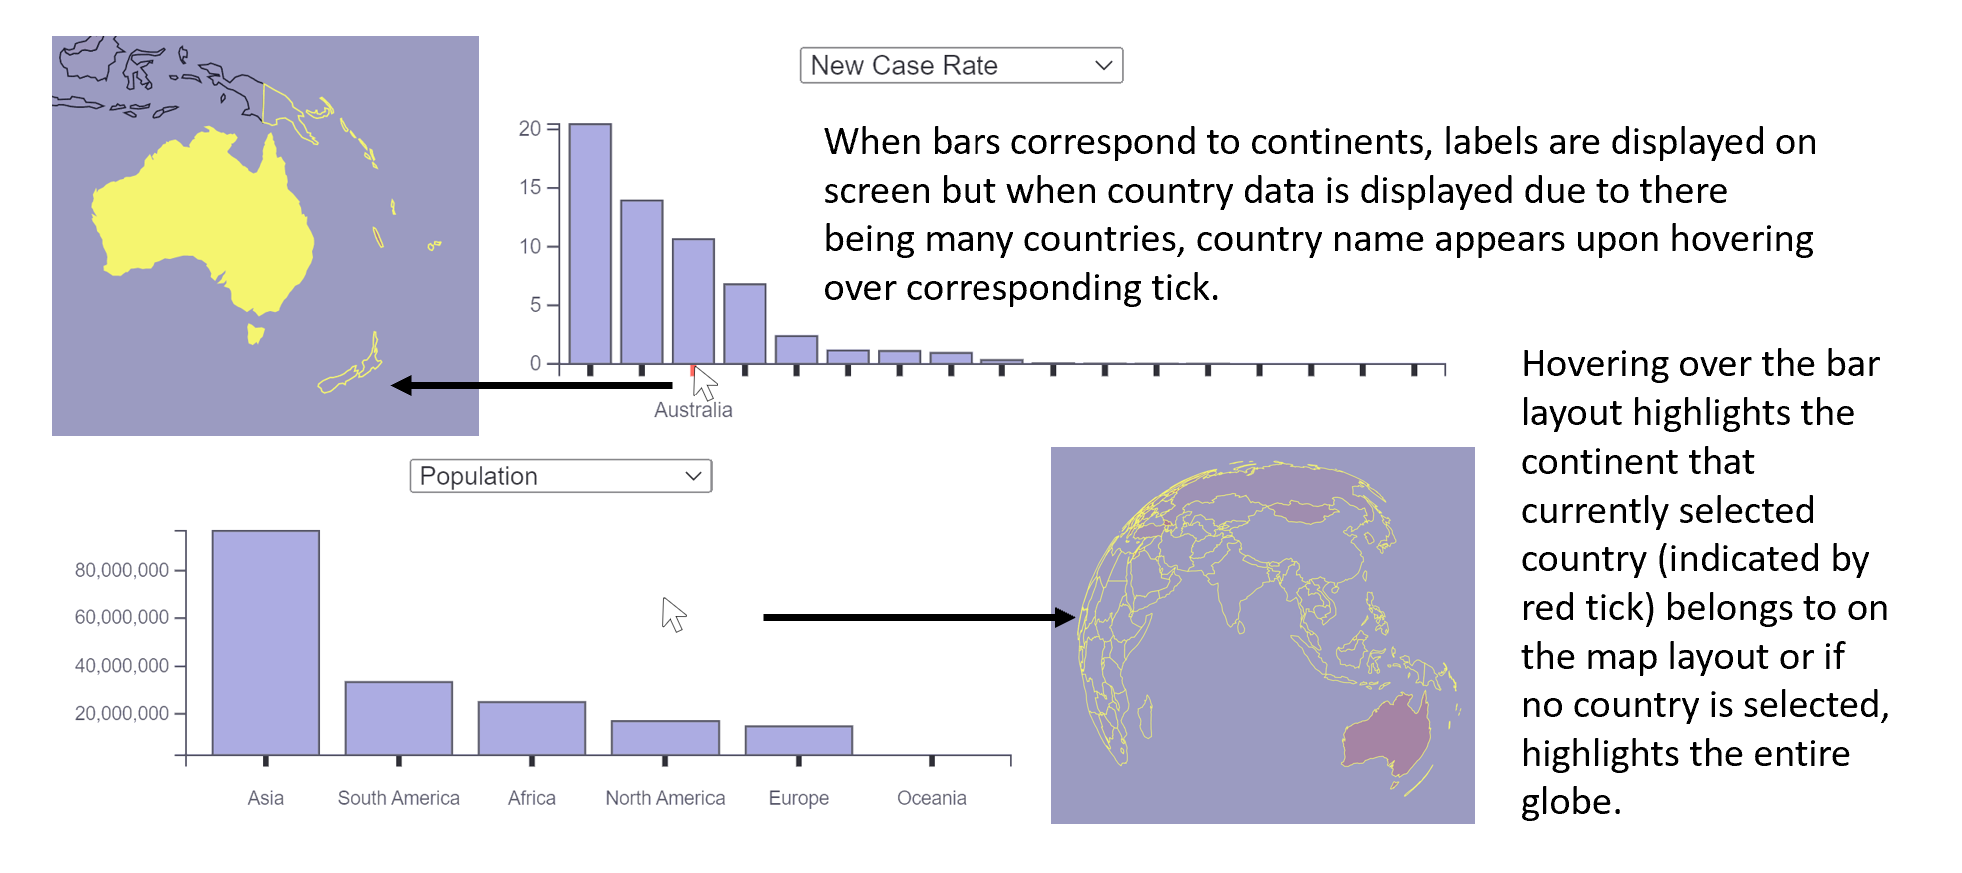 New Case Rate
20
15
10
5
0
Australia
When bars correspond to continents, labels are displayed on
screen but when country data is displayed due to there
being many countries, country name appears upon hovering
over corresponding tick.
Population
80,000,000
60,000,000
40,000,000
20,000,000
Asia
South America
Africa
North America
Europe
Oceania
Hovering over the bar
layout highlights the
continent that
currently selected
country (indicated by
red tick) belongs to on
the map layout or if
no country is selected,
highlights the entire
globe.